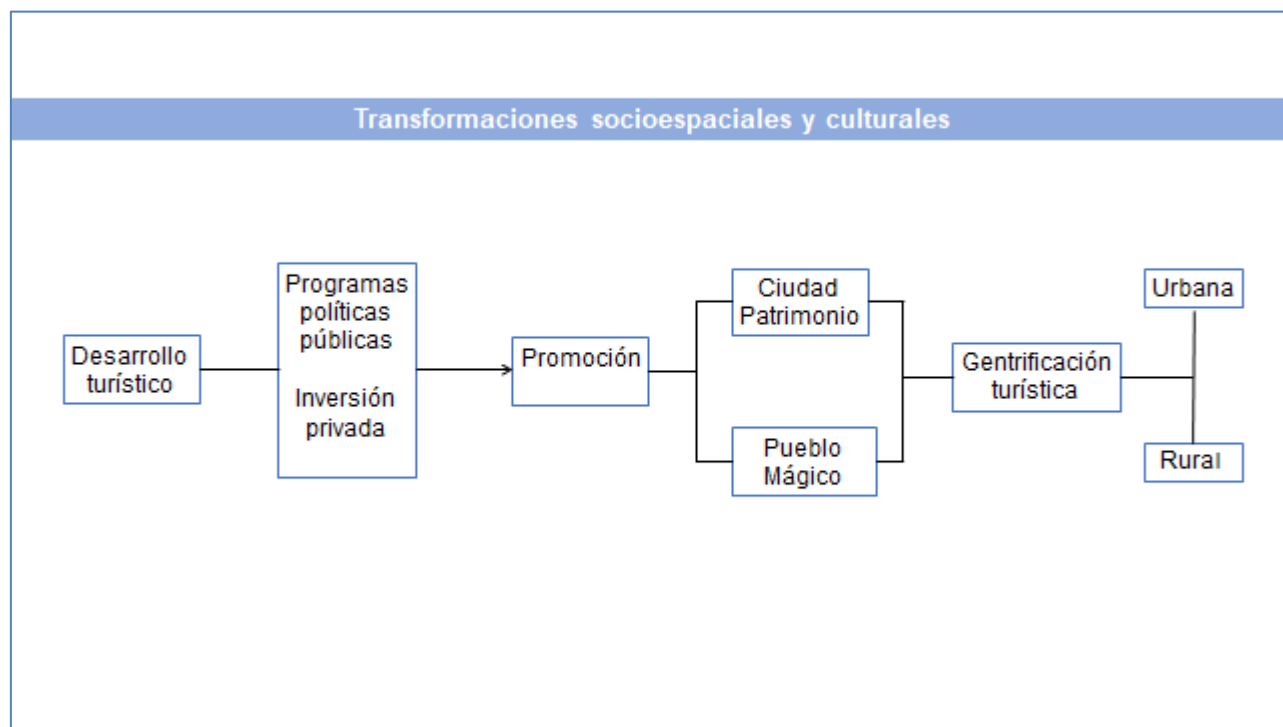 Transformaciones socioespaciales y culturales
Desarrollo
turístico
Programas
políticas
públicas
Inversión
privada
Promoción
Ciudad
Patrimonio
Pueblo
Mágico
Gentrificación
turística
Urbana
Rural